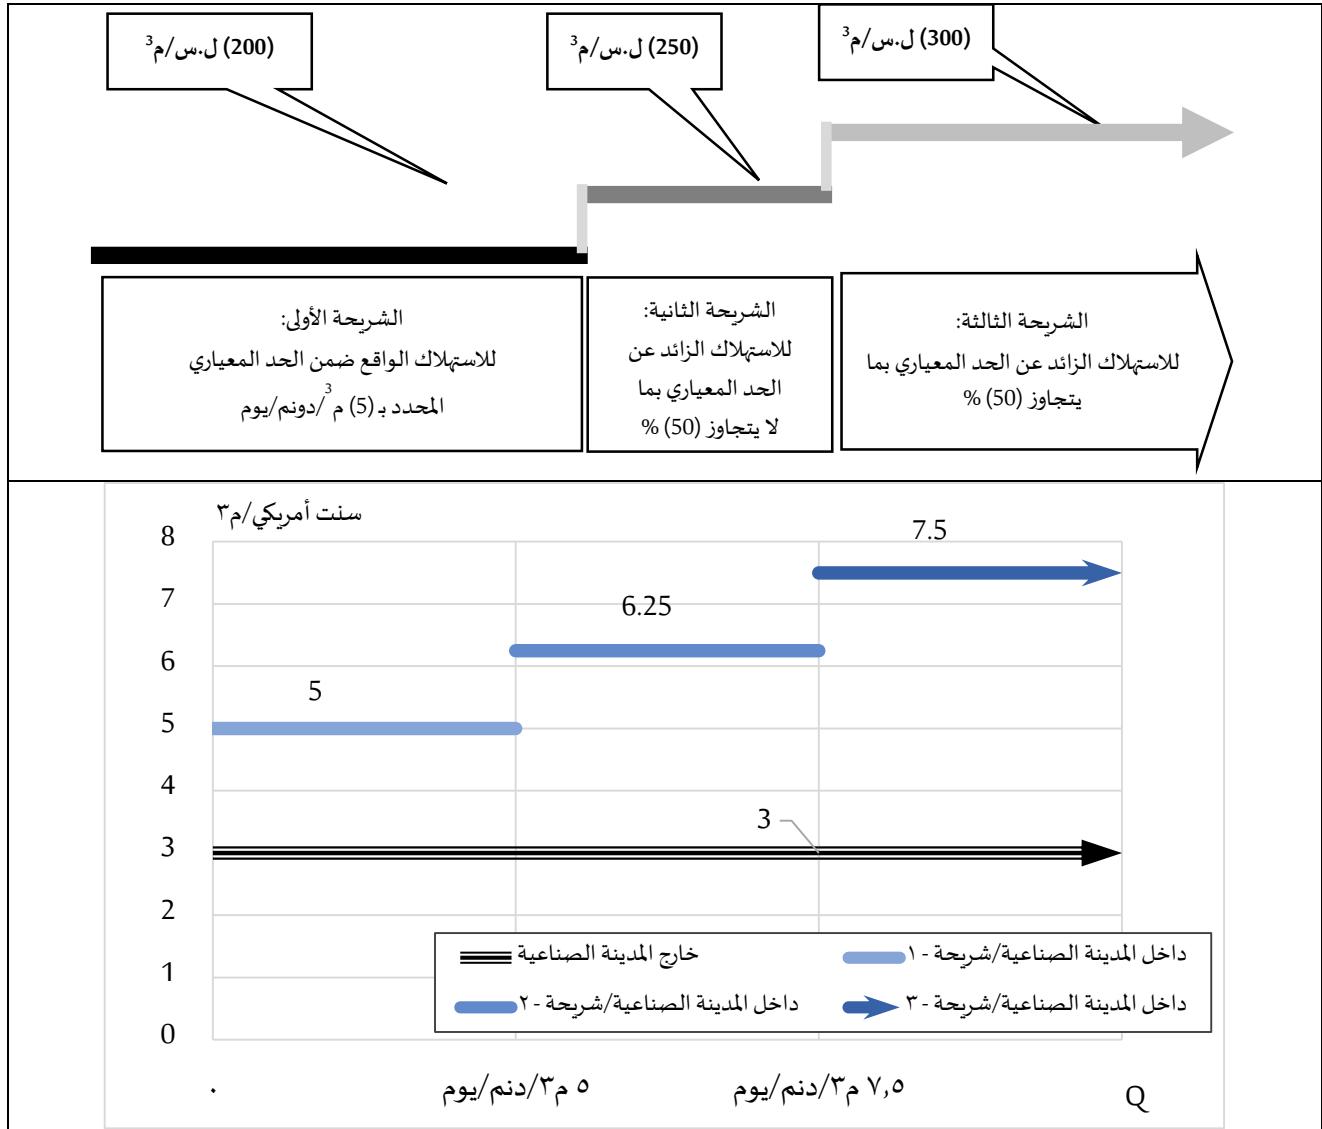 (200) ل.س/م3
(250) ل.س/م3
(300) ل.س/م3
الشريحة الأولى:
للاستهلاك الواقع ضمن الحد المعياري
المحدد بـ (5) م3/دونم/يوم
الشريحة الثانية:
للاستهلاك الزائد عن
الحد المعياري بما
لا يتجاوز (50) %
الشريحة الثالثة:
للاستهلاك الزائد عن الحد المعياري بما
يتجاوز (50) %
سنت أمريكي/م٣
8
7
6
5
4
3
2
1
0
5
6.25
7.5
3
داخل المدينة الصناعية/شريحة - ١
خارج المدينة الصناعية
داخل المدينة الصناعية/شريحة - ٣
داخل المدينة الصناعية/شريحة - ٢
٠
٥ م٣/دنم/يوم
٧,٥ م٣/دنم/يوم
Q